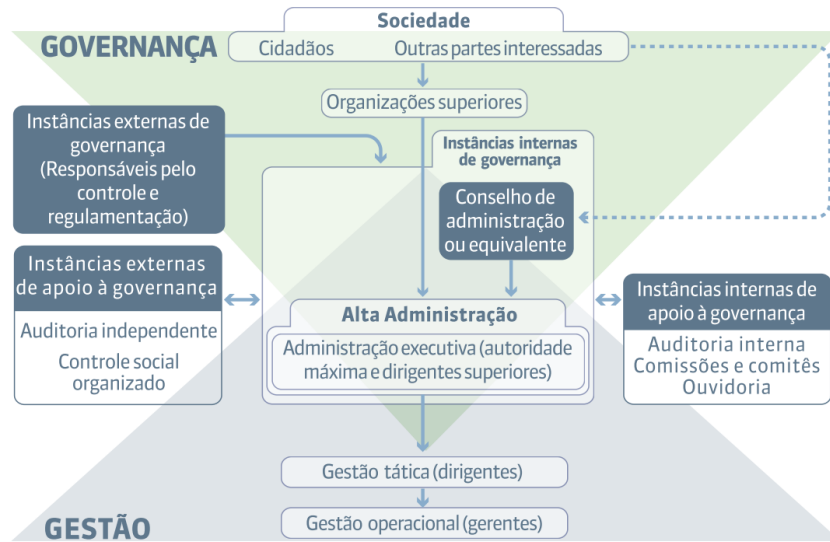 Sociedade
GOVERNANÇA
Cidadãos Outras partes interessadas
Organizações superiores
Instâncias externas de
governança
(Responsáveis pelo
controle e
regulamentação)
Instâncias internas
de governança
Conselho de
administração
ou equivalente
Instâncias externas
de apoio à governança
Auditoria independente
Controle social
organizado
Alta Administração
Administração executiva (autoridade
máxima e dirigentes superiores)
Instâncias internas de
apoio à governança
Auditoria interna
Comissões e comitês
Ouvidoria
Gestão tática (dirigentes)
Gestão operacional (gerentes)
GESTÃO